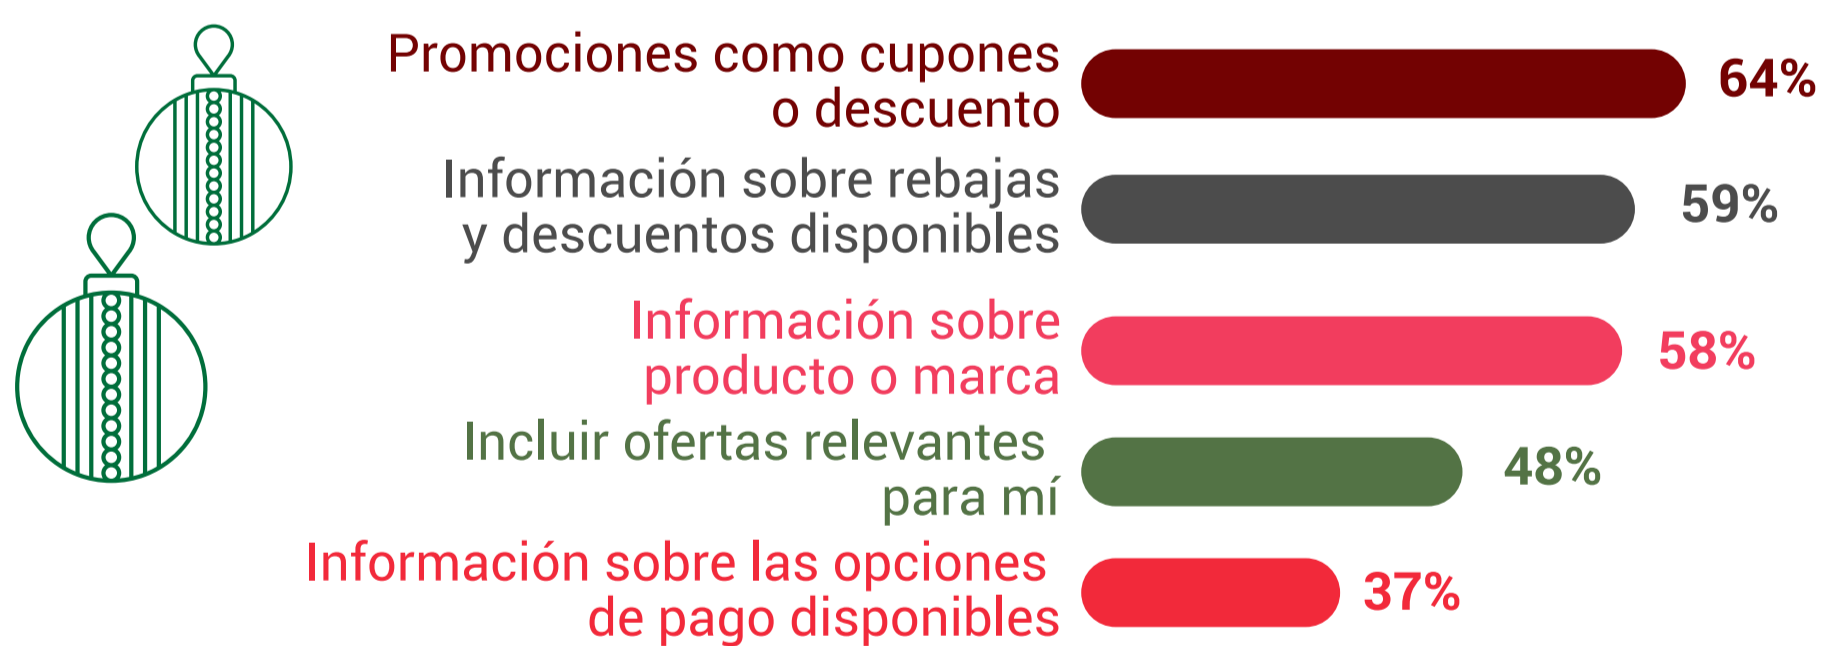 Promociones como cupones
o descuento
64%
Información sobre rebajas
y descuentos disponibles
59%
Información sobre
producto o marca
58%
Incluir ofertas relevantes
para mí
48%
Información sobre las opciones
de pago disponibles
37%